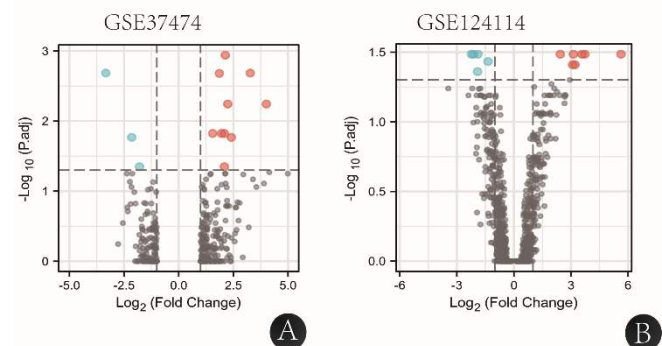 GSE37474
GSE124114
3
2
1
0
-Log10 (P.adj)
-5.0
-2.5
0.0
2.5
5.0
Log2 (Fold Change)
A
1.5
1.0
0.5
0.0
-Log10 (P.adj)
-6
-3
0
3
6
Log2 (Fold Change)
B